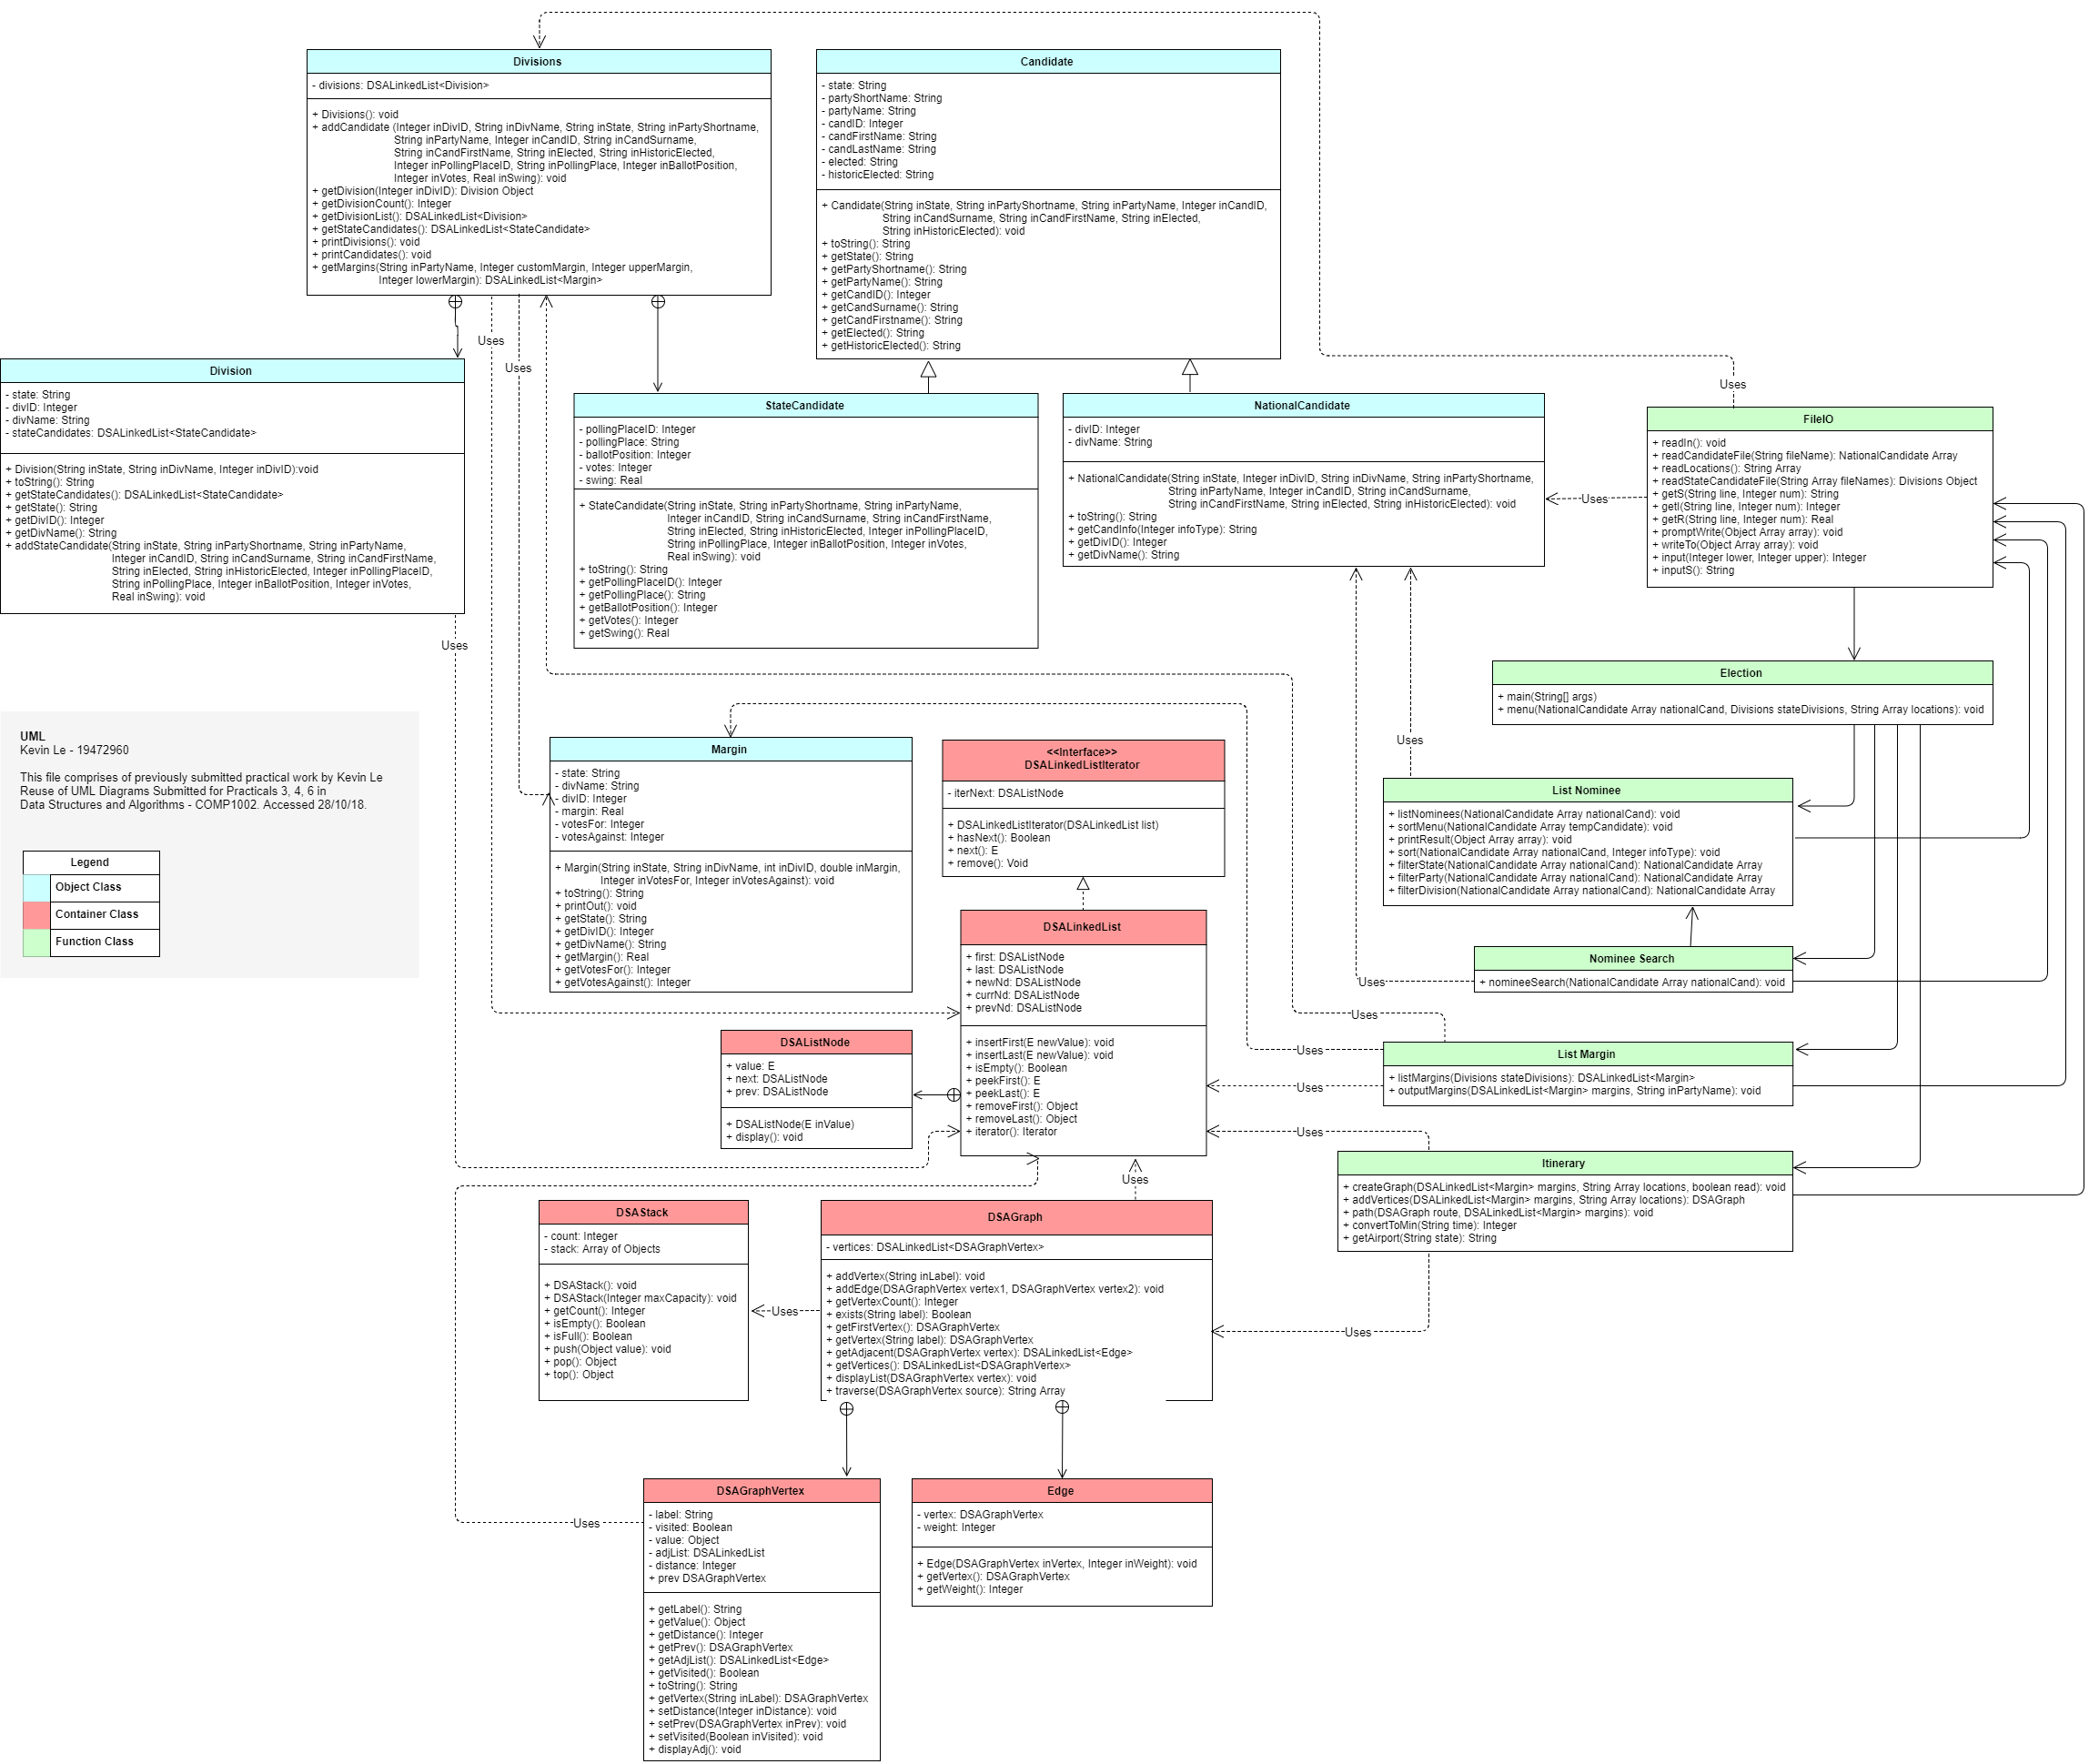 Divisions
- divisions: DSALinkedList<Division>
+ Divisions(): void
+ addCandidate (Integer inDivID, String inDivName, String inState, String inPartyShortname,
String inPartyName, Integer inCandID, String inCandSurname,
String inCandFirstName, String inElected, String inHistoricElected,
Integer inPollingPlaceID, String inPollingPlace, Integer inBallotPosition,
Integer inVotes, Real inSwing): void
+ getDivision(Integer inDivID): Division Object
+ getDivisionCount(): Integer
+ getDivisionList(): DSALinkedList<Division>
+ getStateCandidates(): DSALinkedList<StateCandidate>
+ printDivisions(): void
+ printCandidates(): void
+ getMargins(String inPartyName, Integer customMargin, Integer upperMargin,
Integer lowerMargin): DSALinkedList<Margin>
Candidate
- state: String
- partyShortName: String
- partyName: String
- candID: Integer
- candFirstName: String
- candLastName: String
- elected: String
- historicElected: String
+ Candidate(String inState, String inPartyShortname, String inPartyName, Integer inCandID,
String inCandSurname, String inCandFirstName, String inElected,
String inHistoricElected): void
+ toString(): String
+ getState(): String
+ getPartyShortname(): String
+ getPartyName(): String
+ getCandID(): Integer
+ getCandSurname(): String
+ getCandFirstname(): String
+ getElected(): String
+ getHistoricElected(): String
Uses
Uses
Uses
Division
- state: String
- divID: Integer
- divName: String
- stateCandidates: DSALinkedList<StateCandidate>
+ Division(String inState, String inDivName, Integer inDivID):void
+ toString(): String
+ getStateCandidates(): DSALinkedList<StateCandidate>
+ getState(): String
+ getDivID(): Integer
+ getDivName(): String
+ addStateCandidate(String inState, String inPartyShortname, String inPartyName,
Integer inCandID, String inCandSurname, String inCandFirstName,
String inElected, String inHistoricElected, Integer inPollingPlaceID,
String inPollingPlace, Integer inBallotPosition, Integer inVotes,
Real inSwing): void
StateCandidate
- pollingPlaceID: Integer
- pollingPlace: String
- ballotPosition: Integer
- votes: Integer
- swing: Real
+ StateCandidate(String inState, String inPartyShortname, String inPartyName,
Integer inCandID, String inCandSurname, String inCandFirstName,
String inElected, String inHistoricElected, Integer inPollingPlaceID,
String inPollingPlace, Integer inBallotPosition, Integer inVotes,
Real inSwing): void
+ toString(): String
+ getPollingPlaceID(): Integer
+ getPollingPlace(): String
+ getBallotPosition(): Integer
+ getVotes(): Integer
+ getSwing(): Real
NationalCandidate
- divID: Integer
- divName: String
+ NationalCandidate(String inState, Integer inDivID, String inDivName, String inPartyShortname,
String inPartyName, Integer inCandID, String inCandSurname,
String inCandFirstName, String inElected, String inHistoricElected): void
+ toString(): String
+ getCandInfo(Integer infoType): String
+ getDivID(): Integer
+ getDivName(): String
Uses
FileIO
+ readIn(): void
+ readCandidateFile(String fileName): NationalCandidate Array
+ readLocations(): String Array
+ readStateCandidateFile(String Array fileNames): Divisions Object
+ getS(String line, Integer num): String
+ getI(String line, Integer num): Integer
+ getR(String line, Integer num): Real
+ promptWrite(Object Array array): void
+ writeTo(Object Array array): void
+ input(Integer lower, Integer upper): Integer
+ inputS(): String
Uses
Election
+ main(String[] args)
+ menu(NationalCandidate Array nationalCand, Divisions stateDivisions, String Array locations): void
UML
Kevin Le - 19472960
This file comprises of previously submitted practical work by Kevin Le
Reuse of UML Diagrams Submitted for Practicals 3, 4, 6 in
Data Structures and Algorithms - COMP1002. Accessed 28/10/18.
Legend
Object Class
Container Class
Function Class
Margin
- state: String
- divName: String
- divID: Integer
- margin: Real
- votesFor: Integer
- votesAgainst: Integer
+ Margin(String inState, String inDivName, int inDivID, double inMargin,
Integer inVotesFor, Integer inVotesAgainst): void
+ toString(): String
+ printOut(): void
+ getState(): String
+ getDivID(): Integer
+ getDivName(): String
+ getMargin(): Real
+ getVotesFor(): Integer
+ getVotesAgainst(): Integer
<<Interface>>
DSALinkedListIterator
- iterNext: DSAListNode
+ DSALinkedListIterator(DSALinkedList list)
+ hasNext(): Boolean
+ next(): E
+ remove(): Void
Uses
List Nominee
+ listNominees(NationalCandidate Array nationalCand): void
+ sortMenu(NationalCandidate Array tempCandidate): void
+ printResult(Object Array array): void
+ sort(NationalCandidate Array nationalCand, Integer infoType): void
+ filterState(NationalCandidate Array nationalCand): NationalCandidate Array
+ filterParty(NationalCandidate Array nationalCand): NationalCandidate Array
+ filterDivision(NationalCandidate Array nationalCand): NationalCandidate Array
DSALinkedList
+ first: DSAListNode
+ last: DSAListNode
+ newNd: DSAListNode
+ currNd: DSAListNode
+ prevNd: DSAListNode
+ insertFirst(E newValue): void
+ insertLast(E newValue): void
+ isEmpty(): Boolean
+ peekFirst(): E
+ peekLast(): E
+ removeFirst(): Object
+ removeLast(): Object
+ iterator(): Iterator
Nominee Search
+ nomineeSearch(NationalCandidate Array nationalCand): void
Uses
Uses
DSAListNode
+ value: E
+ next: DSAListNode
+ prev: DSAListNode
+ DSAListNode(E inValue)
+ display(): void
Uses
Uses
List Margin
+ listMargins(Divisions stateDivisions): DSALinkedList<Margin>
+ outputMargins(DSALinkedList<Margin> margins, String inPartyName): void
Uses
Itinerary
+ createGraph(DSALinkedList<Margin> margins, String Array locations, boolean read): void
+ addVertices(DSALinkedList<Margin> margins, String Array locations): DSAGraph
+ path(DSAGraph route, DSALinkedList<Margin> margins): void
+ convertToMin(String time): Integer
+ getAirport(String state): String
Uses
DSAStack
- count: Integer
- stack: Array of Objects
+ DSAStack(): void
+ DSAStack(Integer maxCapacity): void
+ getCount(): Integer
+ isEmpty(): Boolean
+ isFull(): Boolean
+ push(Object value): void
+ pop(): Object
+ top(): Object
Uses
DSAGraph
- vertices: DSALinkedList<DSAGraphVertex>
+ addVertex(String inLabel): void
+ addEdge(DSAGraphVertex vertex1, DSAGraphVertex vertex2): void
+ getVertexCount(): Integer
+ exists(String label): Boolean
+ getFirstVertex(): DSAGraphVertex
+ getVertex(String label): DSAGraphVertex
+ getAdjacent(DSAGraphVertex vertex): DSALinkedList<Edge>
+ getVertices(): DSALinkedList<DSAGraphVertex>
+ displayList(DSAGraphVertex vertex): void
+ traverse(DSAGraphVertex source): String Array
Uses
Uses
DSAGraphVertex
- label: String
- visited: Boolean
- value: Object
- adjList: DSALinkedList
- distance: Integer
+ prev DSAGraphVertex
+ getLabel(): String
+ getValue(): Object
+ getDistance(): Integer
+ getPrev(): DSAGraphVertex
+ getAdjList(): DSALinkedList<Edge>
+ getVisited(): Boolean
+ toString(): String
+ getVertex(String inLabel): DSAGraphVertex
+ setDistance(Integer inDistance): void
+ setPrev(DSAGraphVertex inPrev): void
+ setVisited(Boolean inVisited): void
+ displayAdj(): void
Edge
- vertex: DSAGraphVertex
- weight: Integer
+ Edge(DSAGraphVertex inVertex, Integer inWeight): void
+ getVertex(): DSAGraphVertex
+ getWeight(): Integer